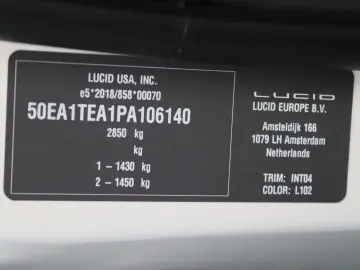 LUCID USA, INC.
e5*2018/858*00070
50EA1TEA1PA106140
2850 kg
kg
1 - 1430 kg
2 - 1450 kg
LUCID
LUCID EUROPE B.V.
Amsteldijk 166
1079 LH Amsterdam
Netherlands
TRIM: INT04
COLOR: L102